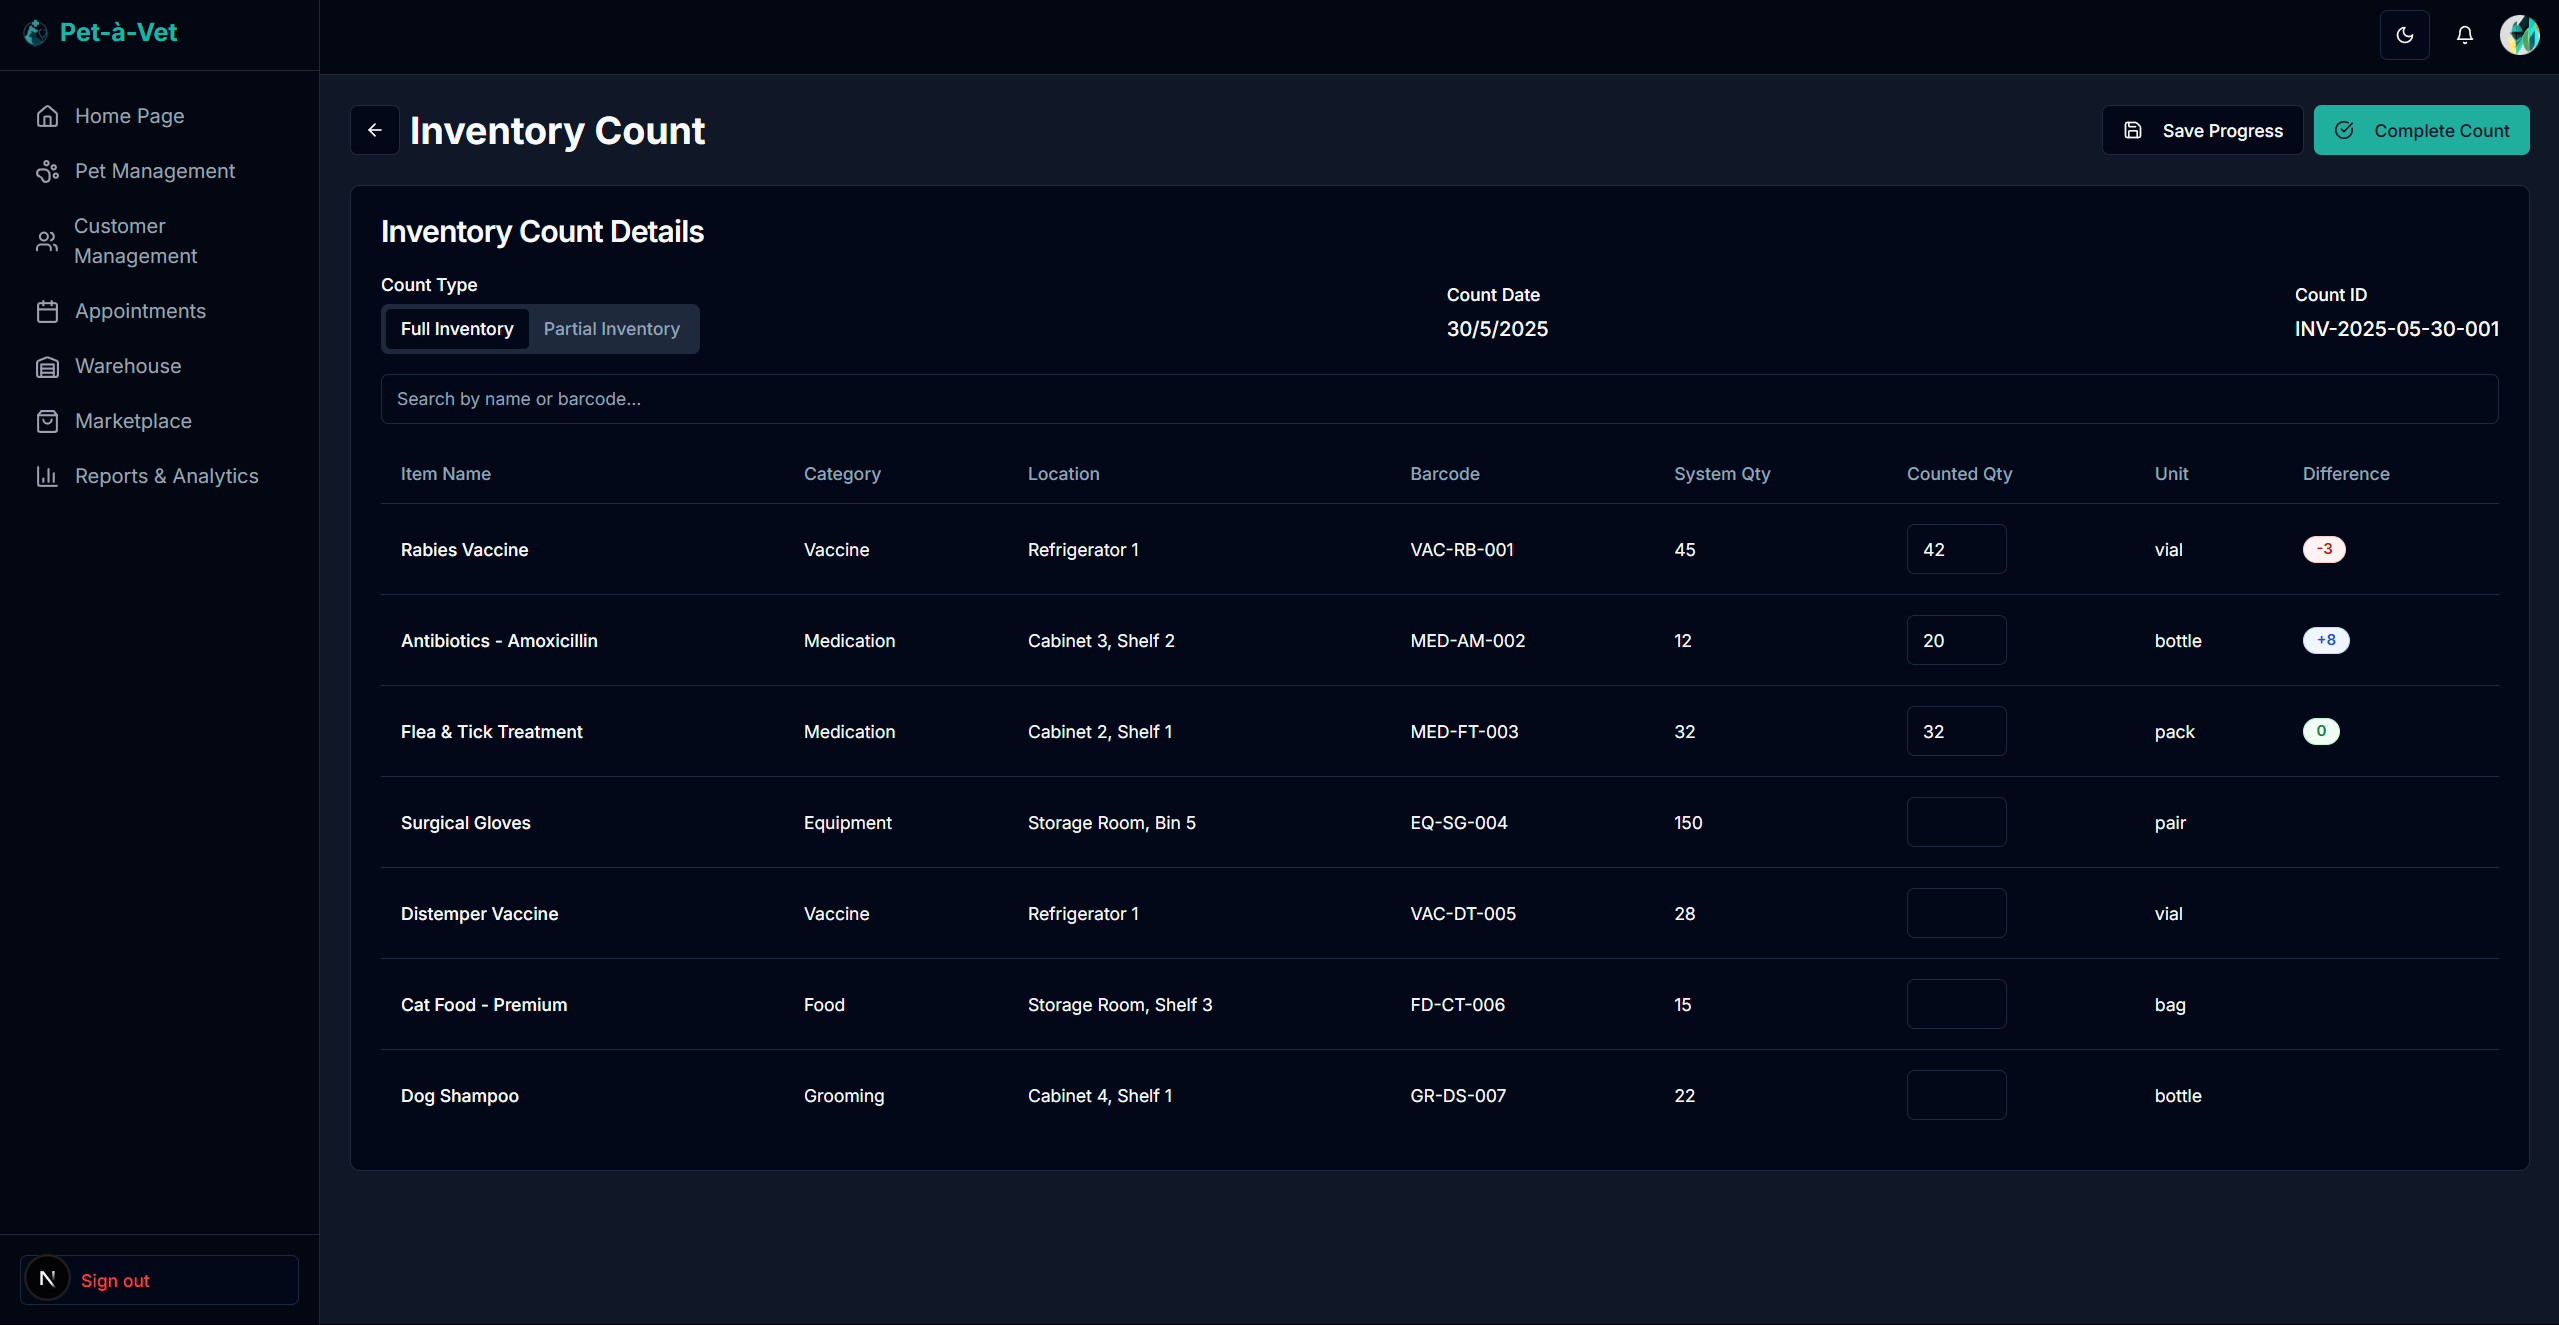 Pet-à-Vet
Home Page
Pet Management
Customer
Management
Appointments
Warehouse
Marketplace
Reports & Analytics
N
Sign out
Inventory Count
Save Progress
Complete Count
Inventory Count Details
Count Type
Full Inventory
Partial Inventory
Count Date
30/5/2025
Count ID
INV-2025-05-30-001
Search by name or barcode...
Item Name Category Location Barcode System Qty Counted Qty Unit Difference
Rabies Vaccine Vaccine Refrigerator 1 VAC-RB-001 45 42 vial -3
Antibiotics - Amoxicillin Medication Cabinet 3, Shelf 2 MED-AM-002 12 20 bottle +8
Flea & Tick Treatment Medication Cabinet 2, Shelf 1 MED-FT-003 32 32 pack 0
Surgical Gloves Equipment Storage Room, Bin 5 EQ-SG-004 150 pair
Distemper Vaccine Vaccine Refrigerator 1 VAC-DT-005 28 vial
Cat Food - Premium Food Storage Room, Shelf 3 FD-CT-006 15 bag
Dog Shampoo Grooming Cabinet 4, Shelf 1 GR-DS-007 22 bottle